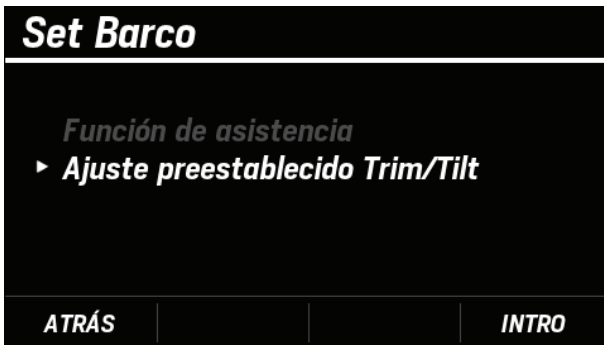 Set Barco
Función de asistencia
Ajuste preestablecido Trim/Tilt
ATRÁS
INTRO